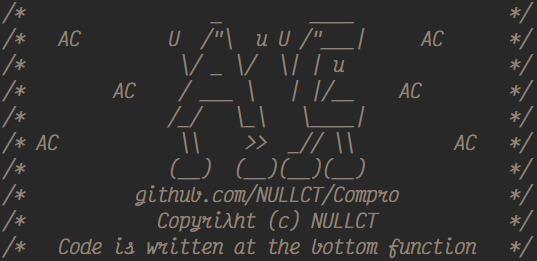 /*                 _        ____              */
/*   AC        U  /"\  u U /"___|     AC      */
/*              \/ _ \/  \| | u               */
/*        AC    / ___ \   | |/__    AC        */
/*             /_/   \_\   \____|             */
/* AC           \\    >>  _// \\         AC   */
/*             (__)  (__)(__)(__)             */
/*          github.com/NULLCT/Compro          */
/*            Copyriλht (c) NULLCT            */
/*   Code is written at the bottom function   */